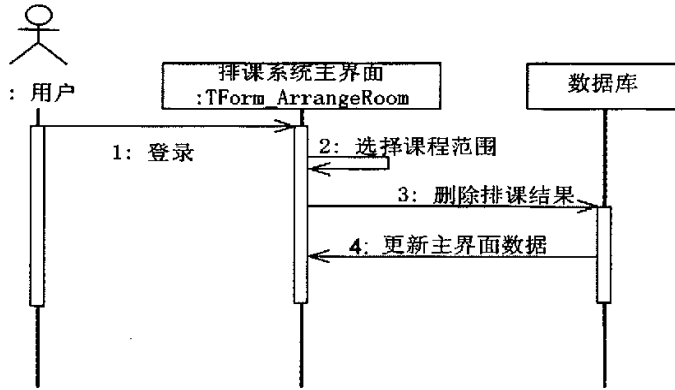 排课系统主界面
:TForm_ArrangeRoom
数据库
: 用户
1: 登录
2: 选择课程范围
3: 删除排课结果
4: 更新主界面数据